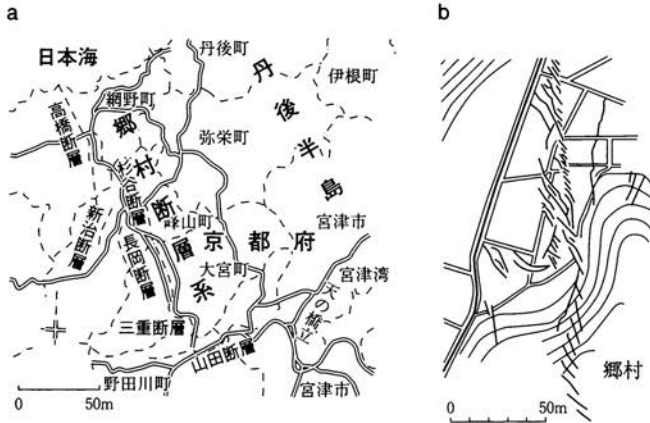 a
日本海
丹後町
丹後半島
伊根町
網野町
高橋断層
郷村断層系
弥栄町
杉谷断層
峰山町
京都府
宮津市
新治断層
長岡断層
大宮町
宮津湾
天の橋立
三重断層
山田断層
野田川町
宮津市
0 50m
b
郷村
0 50m